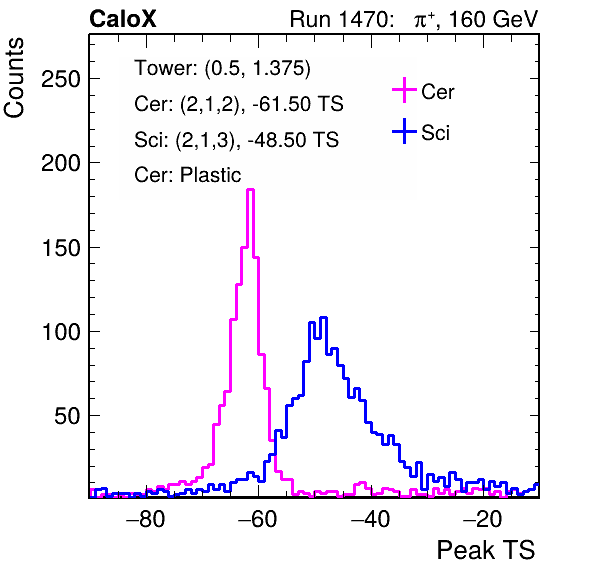 CaloX Run 1470: π⁺, 160 GeV
Counts
Tower: (0.5, 1.375)
Cer: (2,1,2), -61.50 TS
Sci: (2,1,3), -48.50 TS
Cer: Plastic
Cer
Sci
250
200
150
100
50
−80 −60 −40 −20
Peak TS